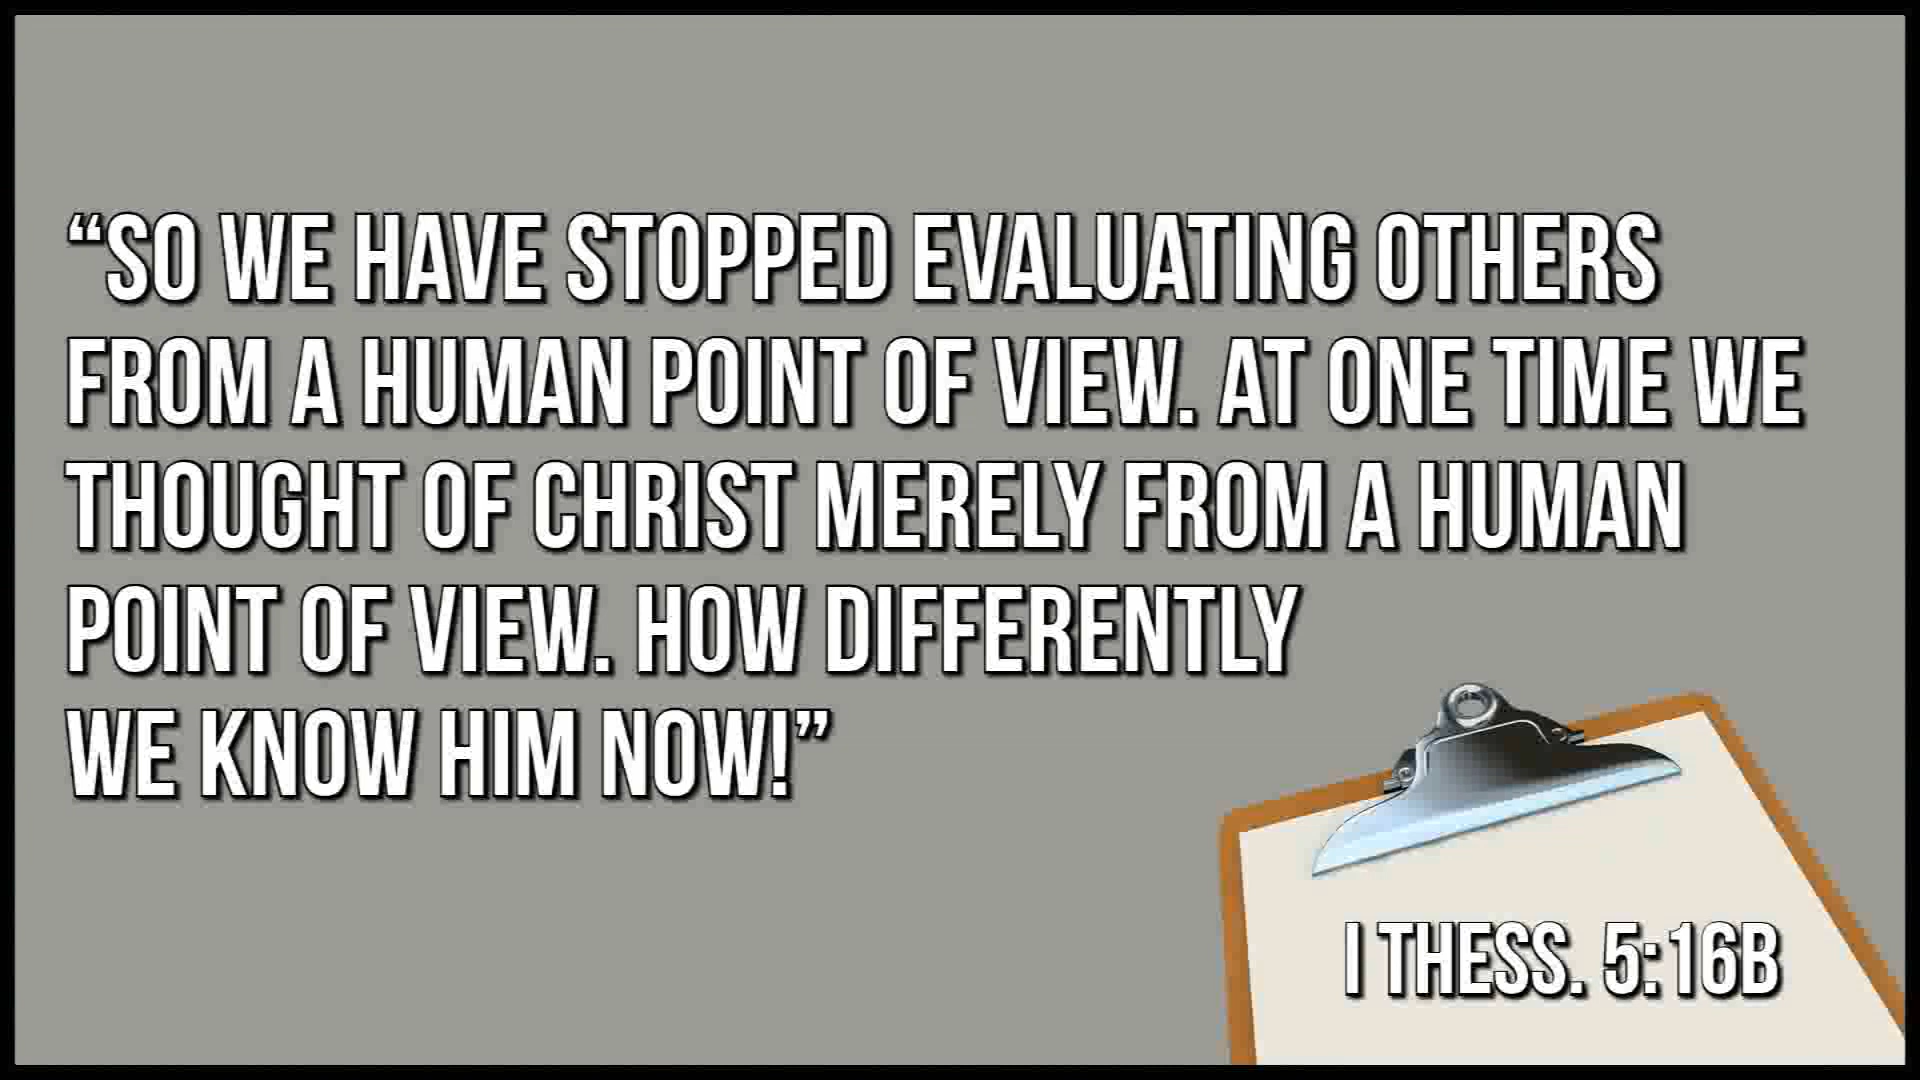 “SO WE HAVE STOPPED EVALUATING OTHERS
FROM A HUMAN POINT OF VIEW. AT ONE TIME WE
THOUGHT OF CHRIST MERELY FROM A HUMAN
POINT OF VIEW. HOW DIFFERENTLY
WE KNOW HIM NOW!”
I THESS. 5:16B